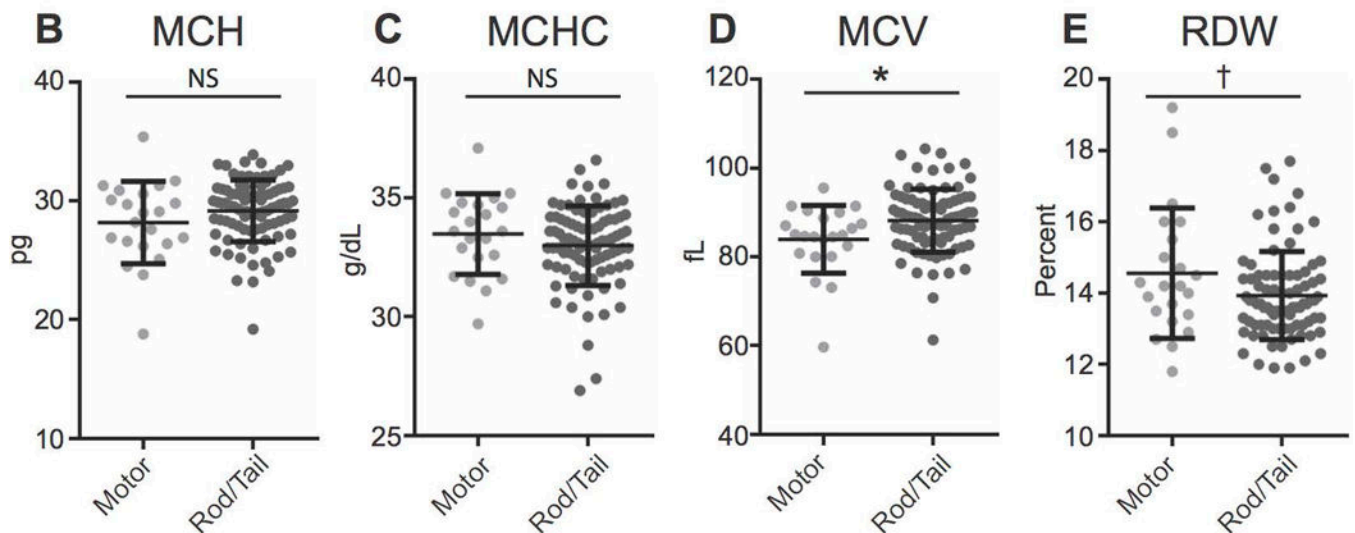 B MCH
NS
40
30
20
10
pg
Motor
Rod/Tail
C MCHC
NS
40
35
30
25
g/dL
Motor
Rod/Tail
D MCV
*
120
100
80
60
40
fL
Motor
Rod/Tail
E RDW
†
20
18
16
14
12
10
Percent
Motor
Rod/Tail